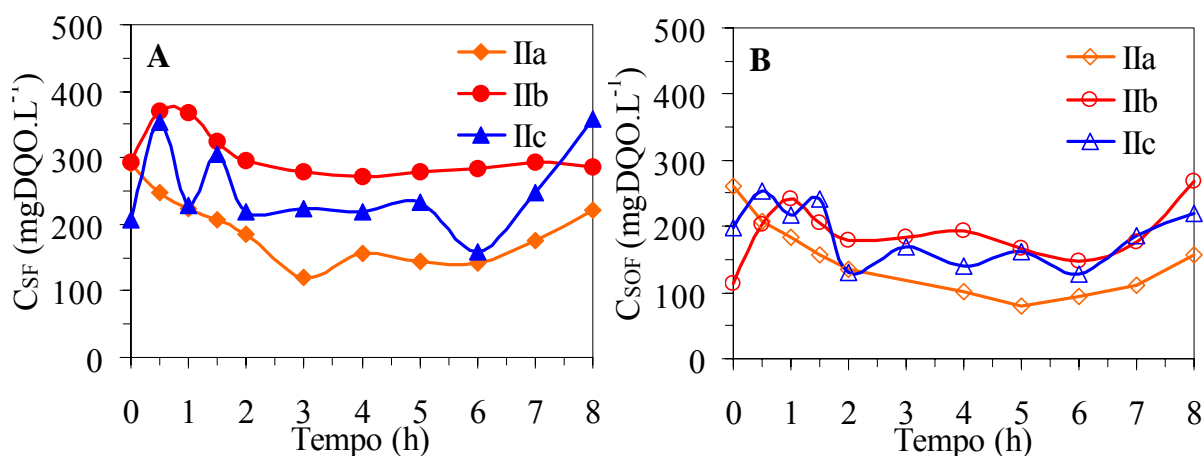 A
C_SF (mgDQO.L⁻¹)
500
400
300
200
100
0
IIa
IIb
IIc
0 1 2 3 4 5 6 7 8
Tempo (h)
B
C_SOF (mgDQO.L⁻¹)
500
400
300
200
100
0
IIa
IIb
IIc
0 1 2 3 4 5 6 7 8
Tempo (h)